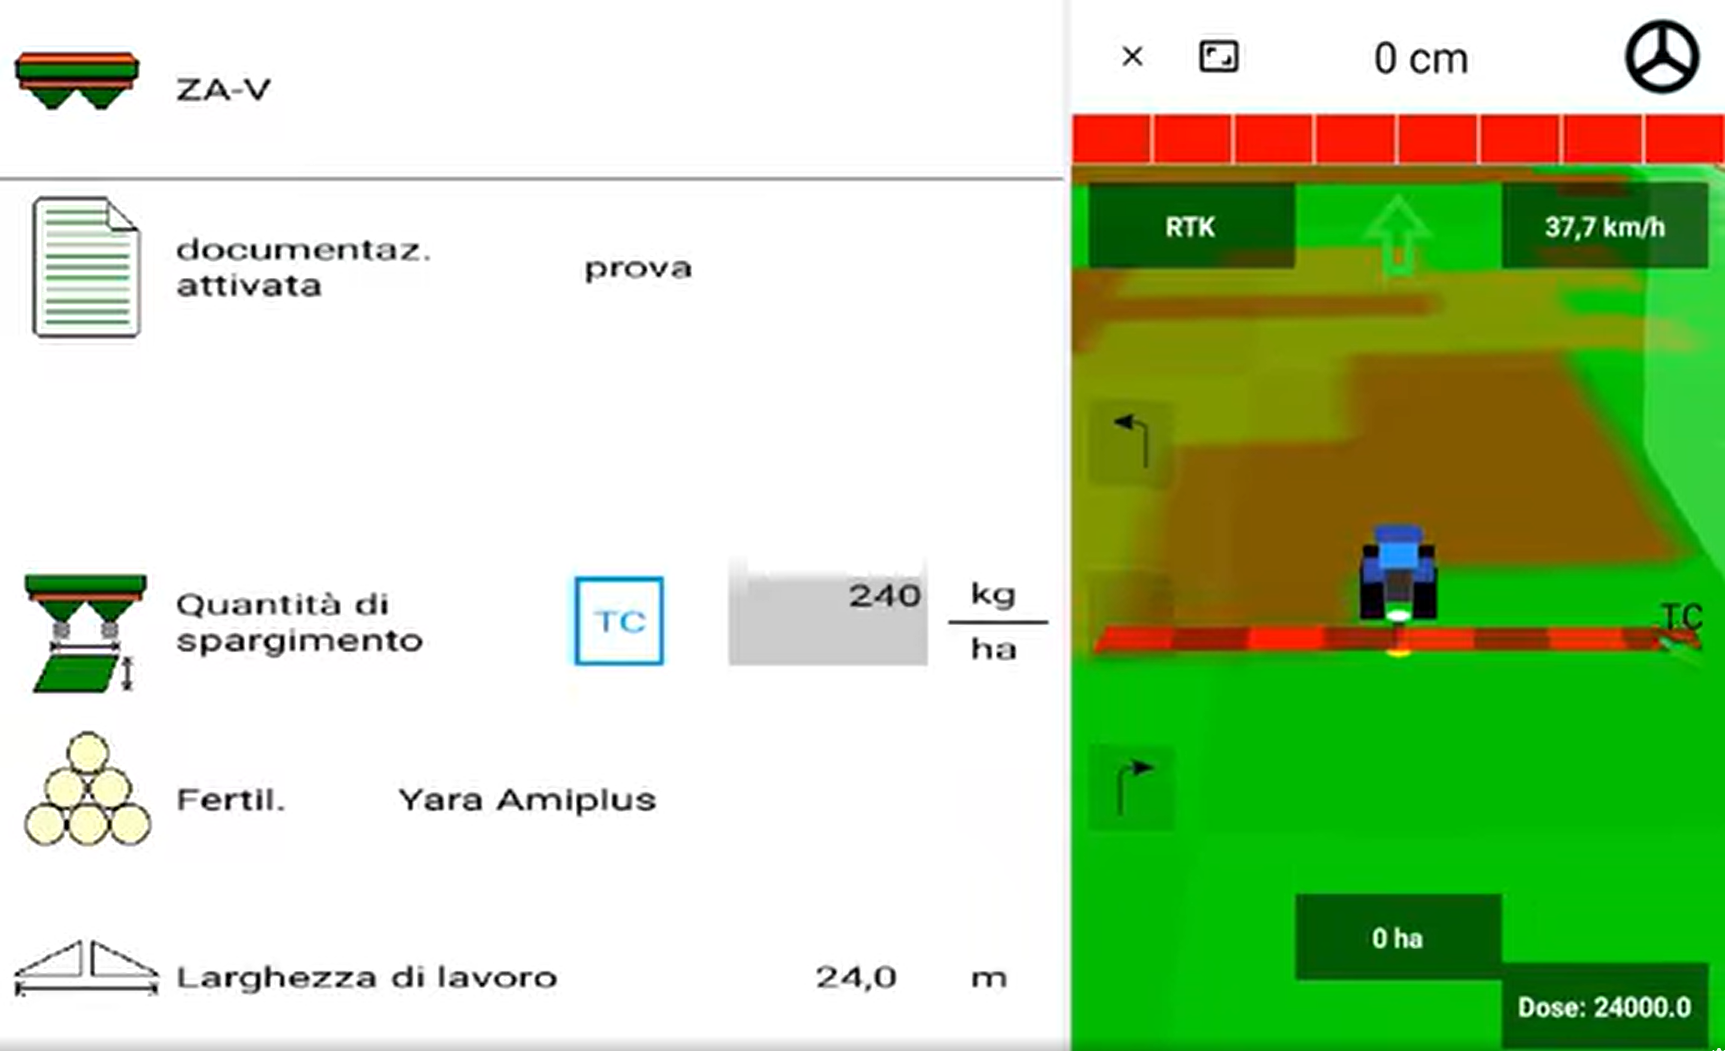 ZA-V
documentaz.
attivata
prova
Quantità di
spargimento
TC
240
kg
ha
Fertil.
Yara Amiplus
Larghezza di lavoro
24,0
m
0 cm
RTK
37,7 km/h
TC
0 ha
Dose: 24000.0